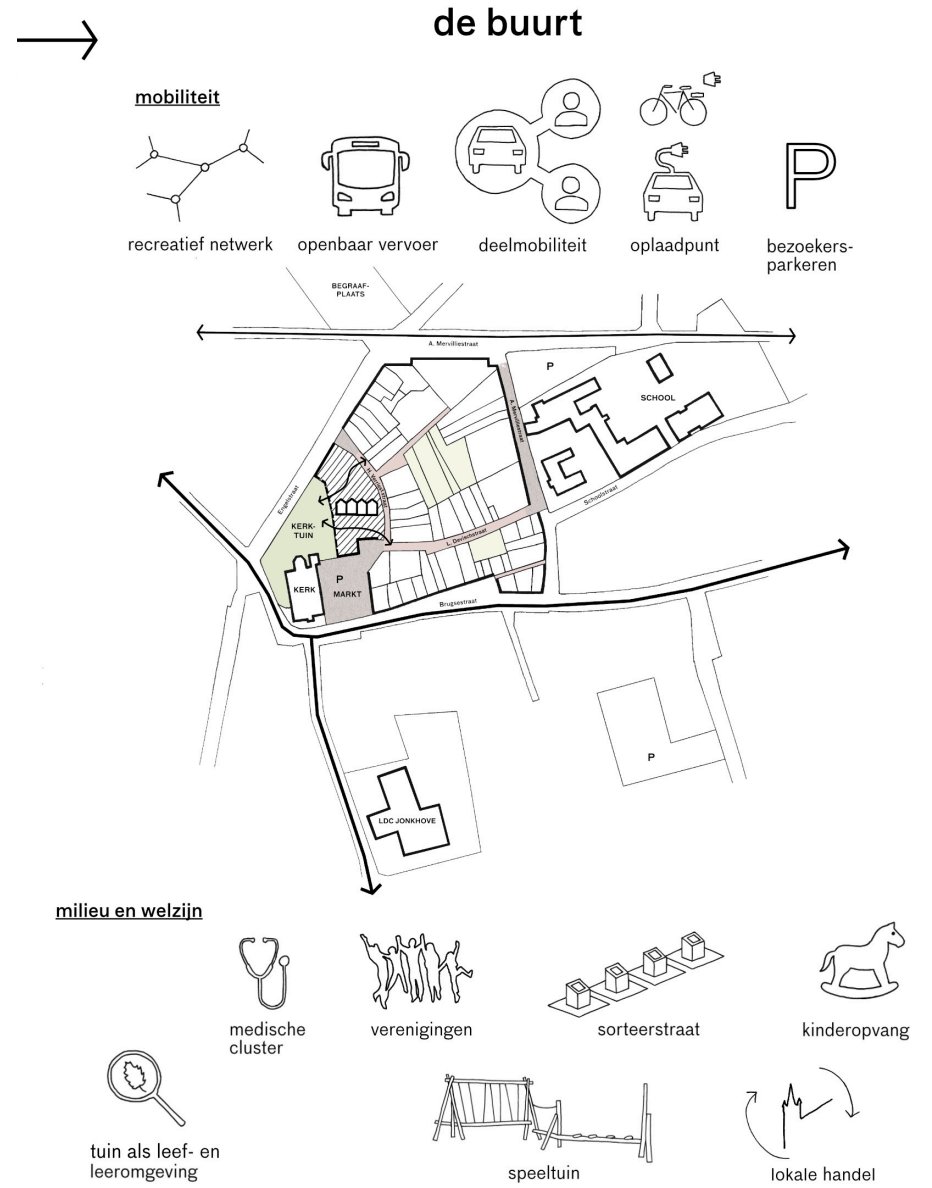 de buurt
mobiliteit
recreatief netwerk
openbaar vervoer
deelmobiliteit
oplaadpunt
P
bezoekers-
parkeren
BEGRAAF-
PLAATS
A. Mervilliestraat
P
SCHOOL
A. Mervilliestraat
Engelstraat
Schoolstraat
KERK-
TUIN
L. Devischstraat
KERK
P
MARKT
Brugsestraat
P
LDC JONKHOVE
milieu en welzijn
medische
cluster
verenigingen
sorteerstraat
kinderopvang
tuin als leef- en
leeromgeving
speeltuin
lokale handel